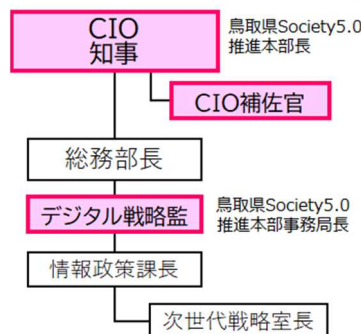 CIO
知事
鳥取県Society5.0
推進本部長
CIO補佐官
総務部長
デジタル戦略監
鳥取県Society5.0
推進本部事務局長
情報政策課長
次世代戦略室長